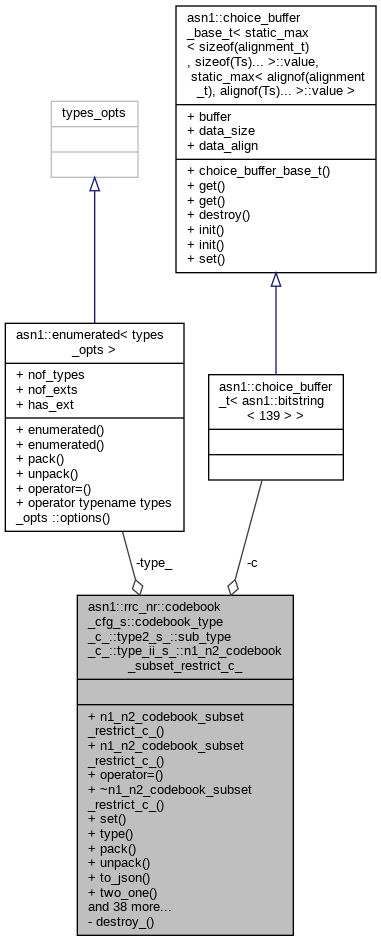 asn1::choice_buffer
_base_t< static_max
< sizeof(alignment_t)
, sizeof(Ts)... >::value,
static_max< alignof(alignment
_t), alignof(Ts)... >::value >
+ buffer
+ data_size
+ data_align
+ choice_buffer_base_t()
+ get()
+ get()
+ destroy()
+ init()
+ init()
+ set()
types_opts
asn1::enumerated< types
_opts >
+ nof_types
+ nof_exts
+ has_ext
+ enumerated()
+ enumerated()
+ pack()
+ unpack()
+ operator=()
+ operator typename types
_opts ::options()
asn1::choice_buffer
_t< asn1::bitstring
< 139 > >
-type_
-c
asn1::rrc_nr::codebook
_cfg_s::codebook_type
_c_::type2_s_::sub_type
_c_::type_ii_s_::n1_n2_codebook
_subset_restrict_c_
+ n1_n2_codebook_subset
_restrict_c_()
+ n1_n2_codebook_subset
_restrict_c_()
+ operator=()
+ ~n1_n2_codebook_subset
_restrict_c_()
+ set()
+ type()
+ pack()
+ unpack()
+ to_json()
+ two_one()
and 38 more...
- destroy_()